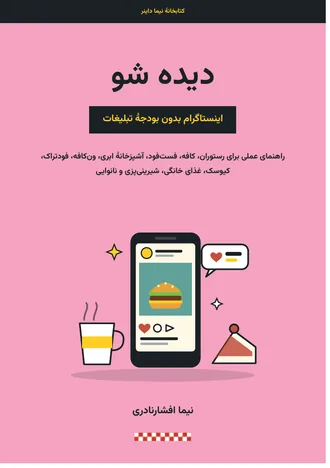 کتابخانهٔ نیما داینر
دیده شو
اینستاگرام بدون بودجهٔ تبلیغات
راهنمای عملی برای رستوران، کافه، فست‌فود، آشپزخانهٔ ابری، ون‌کافه، فودتراک،
کیوسک، غذای خانگی، شیرینی‌پزی و نانوایی
نیما افشارنادری